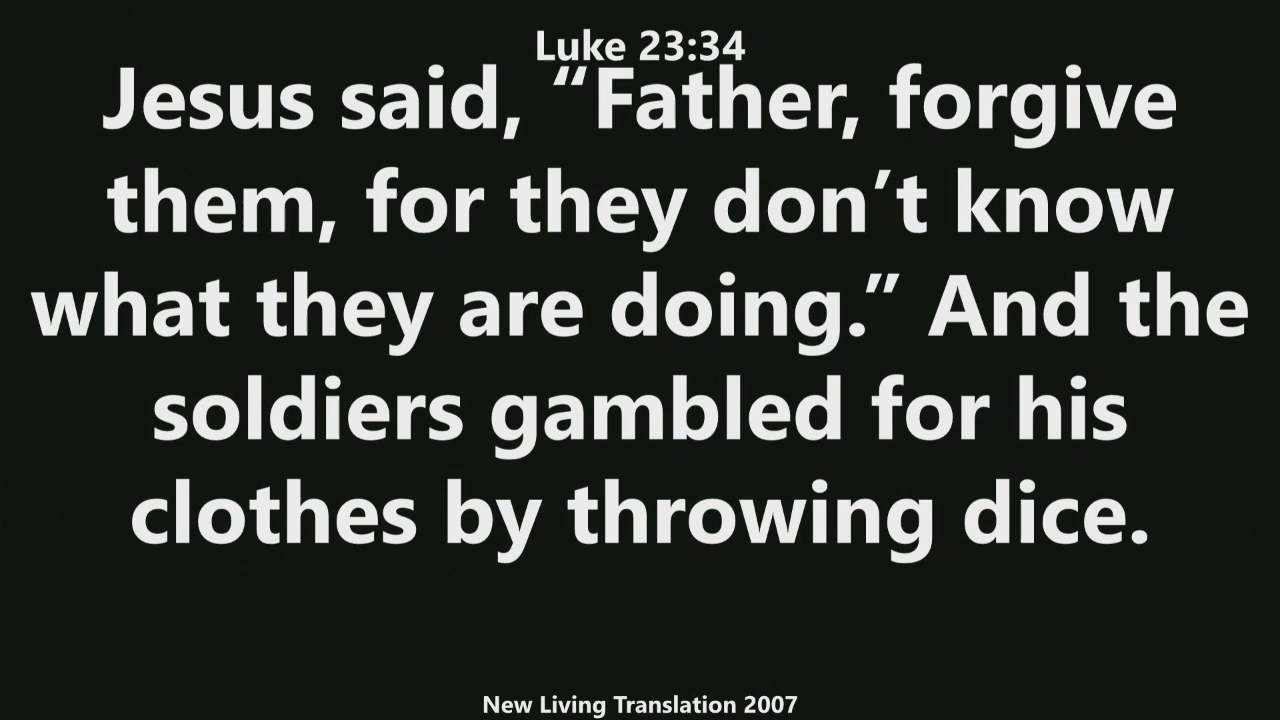 Luke 23:34
Jesus said, “Father, forgive
them, for they don’t know
what they are doing.” And the
soldiers gambled for his
clothes by throwing dice.
New Living Translation 2007